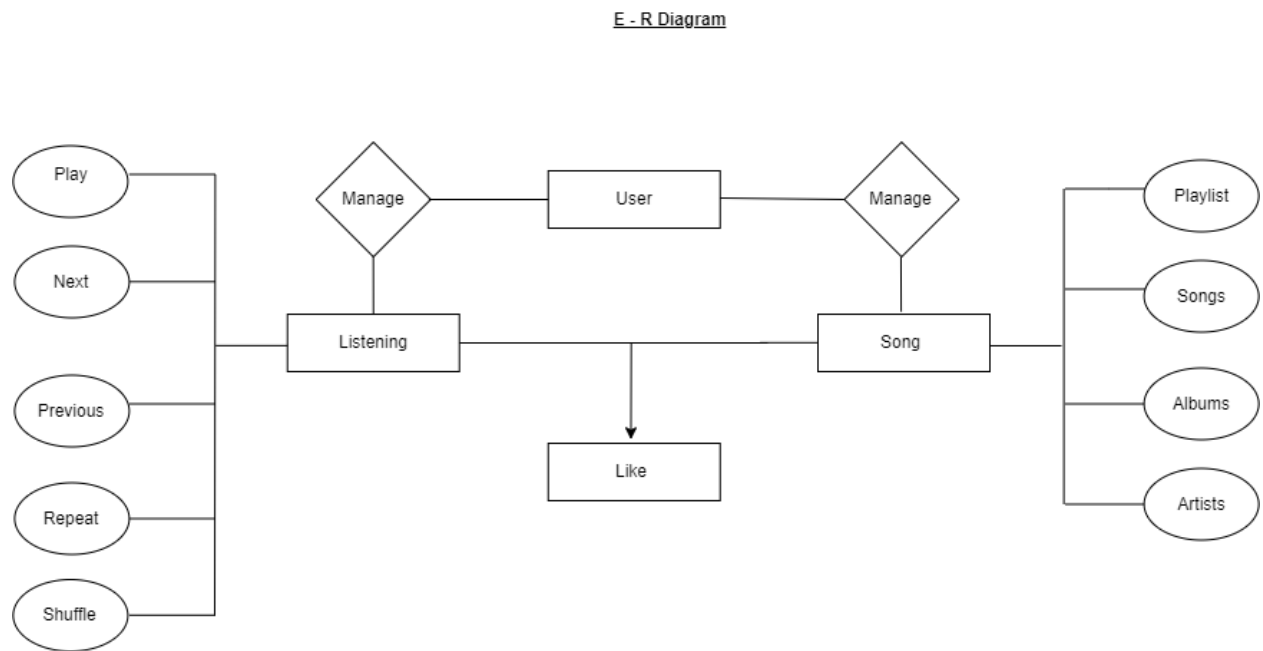 E - R Diagram
Play
Manage
User
Manage
Playlist
Next
Songs
Listening
Song
Previous
Albums
Like
Repeat
Artists
Shuffle